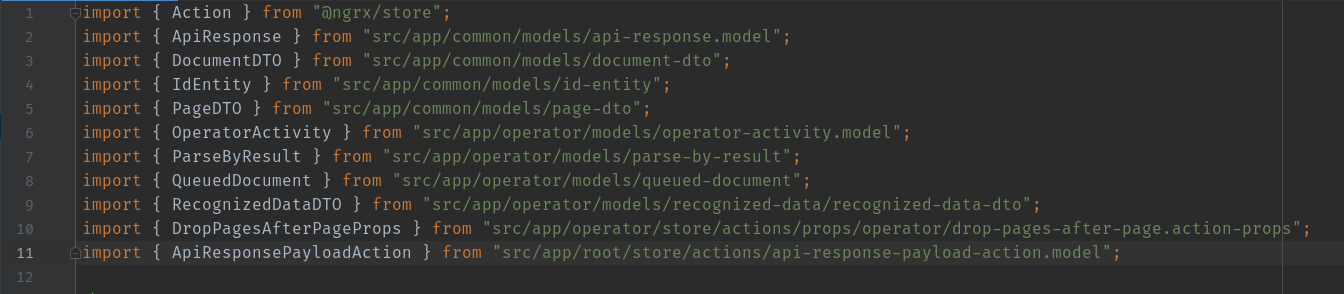 1 import { Action } from "@ngrx/store";
2 import { ApiResponse } from "src/app/common/models/api-response.model";
3 import { DocumentDTO } from "src/app/common/models/document-dto";
4 import { IdEntity } from "src/app/common/models/id-entity";
5 import { PageDTO } from "src/app/common/models/page-dto";
6 import { OperatorActivity } from "src/app/operator/models/operator-activity.model";
7 import { ParseByResult } from "src/app/operator/models/parse-by-result";
8 import { QueuedDocument } from "src/app/operator/models/queued-document";
9 import { RecognizedDataDTO } from "src/app/operator/models/recognized-data/recognized-data-dto";
10 import { DropPagesAfterPageProps } from "src/app/operator/store/actions/props/operator/drop-pages-after-page.action-props";
11 import { ApiResponsePayloadAction } from "src/app/root/store/actions/api-response-payload-action.model";
12